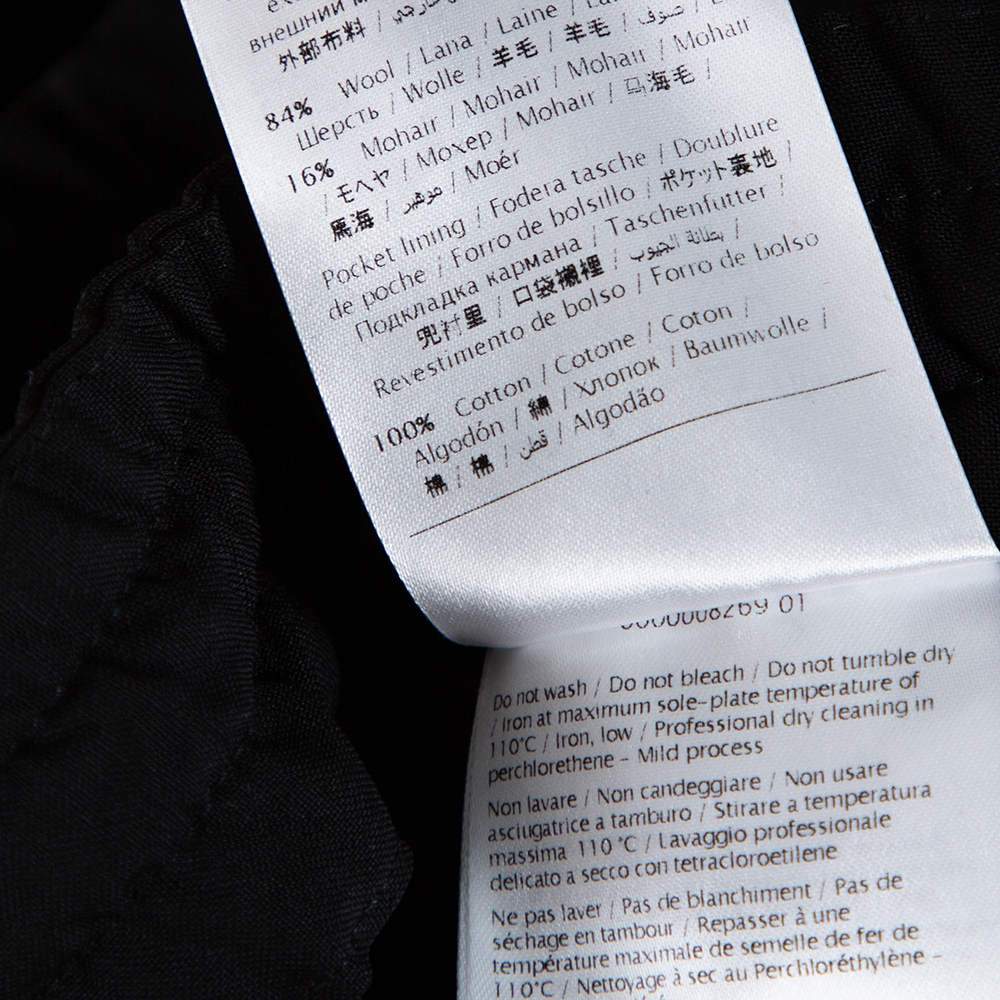 внешний
外部布料 / خارجي
84% Wool / Lana / Laine /
Шерсть / Wolle / 羊毛 / 羊毛 / صوف /
16% Mohair / Mohair / Mohair / Mohair
/ モヘヤ / Мохер / Mohair / 马海毛 /
馬海 / موهير / Moér
Pocket lining / Fodera tasche / Doublure
de poche / Forro de bolsillo / ポケット裏地 /
Подкладка кармана / Taschenfutter /
兜衬里 / 口袋襯裡 / بطانة الجيوب /
Revestimento de bolso / Forro de bolso
100% Cotton / Cotone / Coton /
Algodón / 綿 / Хлопок / Baumwolle /
棉 / 棉 / قطن / Algodão
0000008269 01
Do not wash / Do not bleach / Do not tumble dry
/ Iron at maximum sole-plate temperature of
110°C / Iron, low / Professional dry cleaning in
perchlorethene - Mild process
Non lavare / Non candeggiare / Non usare
asciugatrice a tamburo / Stirare a temperatura
massima 110 °C / Lavaggio professionale
delicato a secco con tetracloroetilene
Ne pas laver / Pas de blanchiment / Pas de
séchage en tambour / Repasser à une
température maximale de semelle de fer de
110°C / Nettoyage à sec au Perchloréthylène -